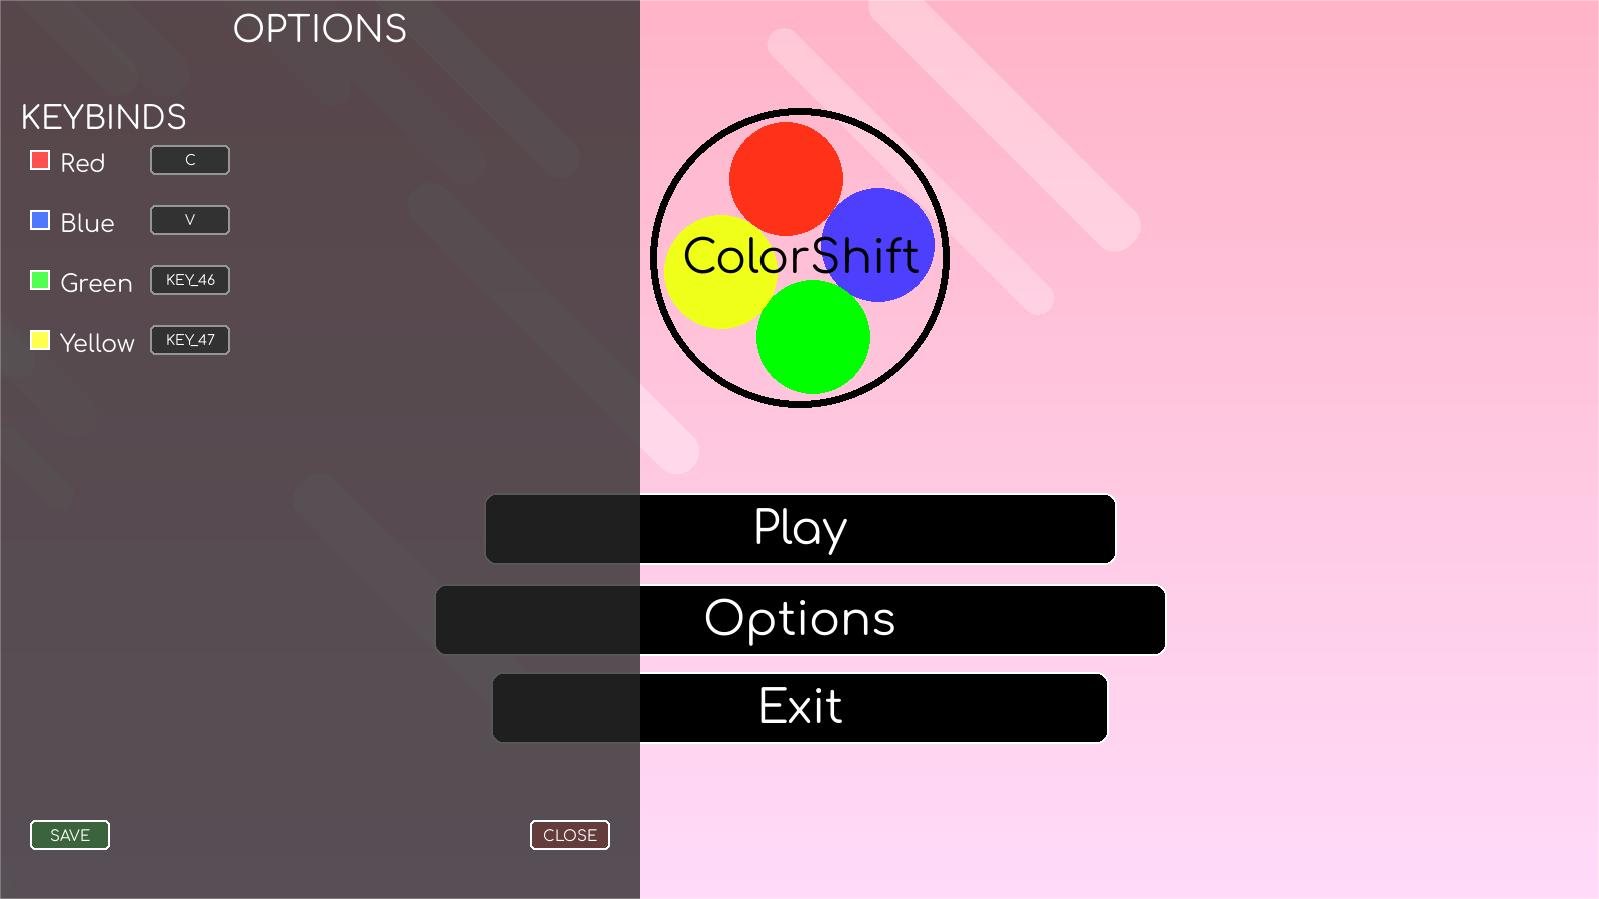 OPTIONS
KEYBINDS
Red C
Blue V
Green KEY_46
Yellow KEY_47
SAVE
CLOSE
ColorShift
Play
Options
Exit